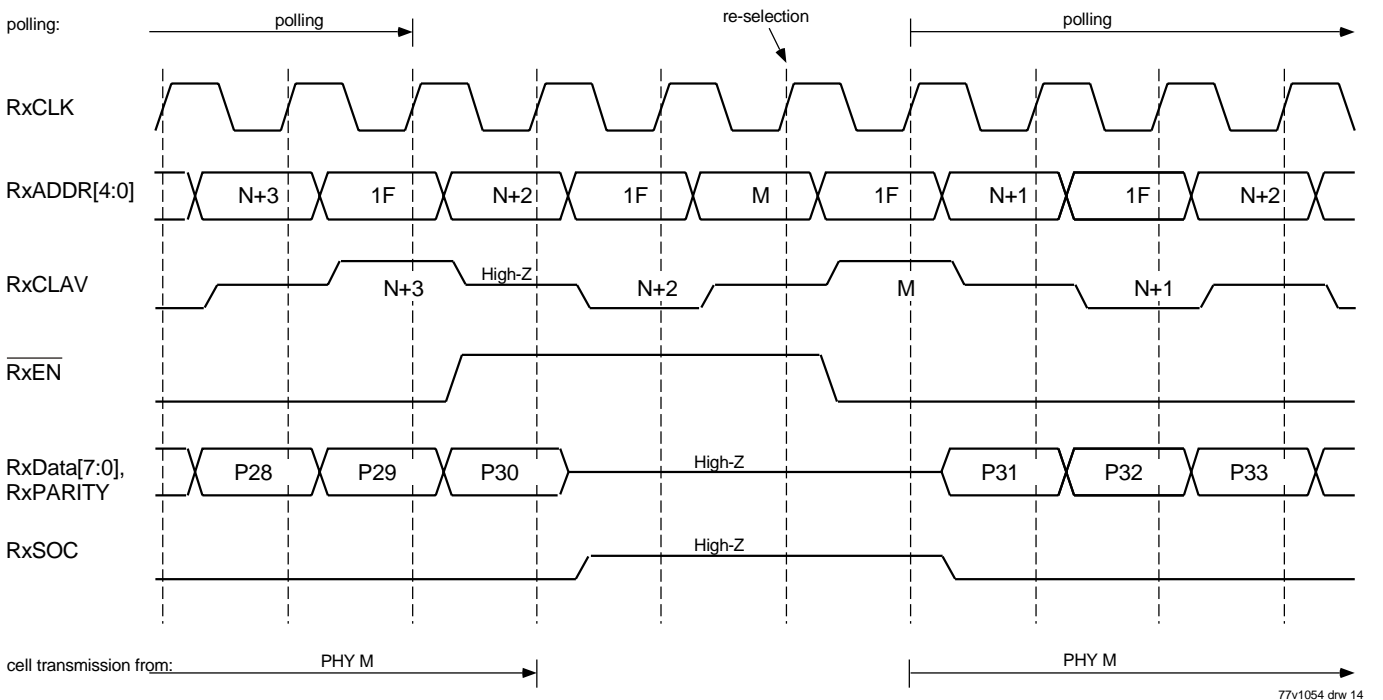 polling: polling re-selection polling
RxCLK
RxADDR[4:0] N+3 1F N+2 1F M 1F N+1 1F N+2
RxCLAV N+3 High-Z N+2 M N+1
RxEN
RxData[7:0],
RxPARITY P28 P29 P30 High-Z P31 P32 P33
RxSOC High-Z
cell transmission from: PHY M PHY M
77v1054 drw 14